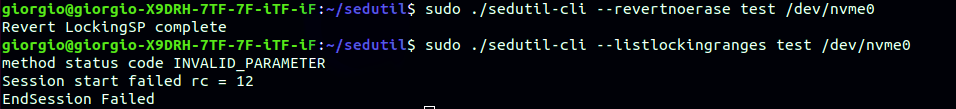 giorgio@giorgio-X9DRH-7TF-7F-iTF-iF:~/sedutil$ sudo ./sedutil-cli --revertnoerase test /dev/nvme0
Revert LockingSP complete
giorgio@giorgio-X9DRH-7TF-7F-iTF-iF:~/sedutil$ sudo ./sedutil-cli --listlockingranges test /dev/nvme0
method status code INVALID_PARAMETER
Session start failed rc = 12
EndSession Failed